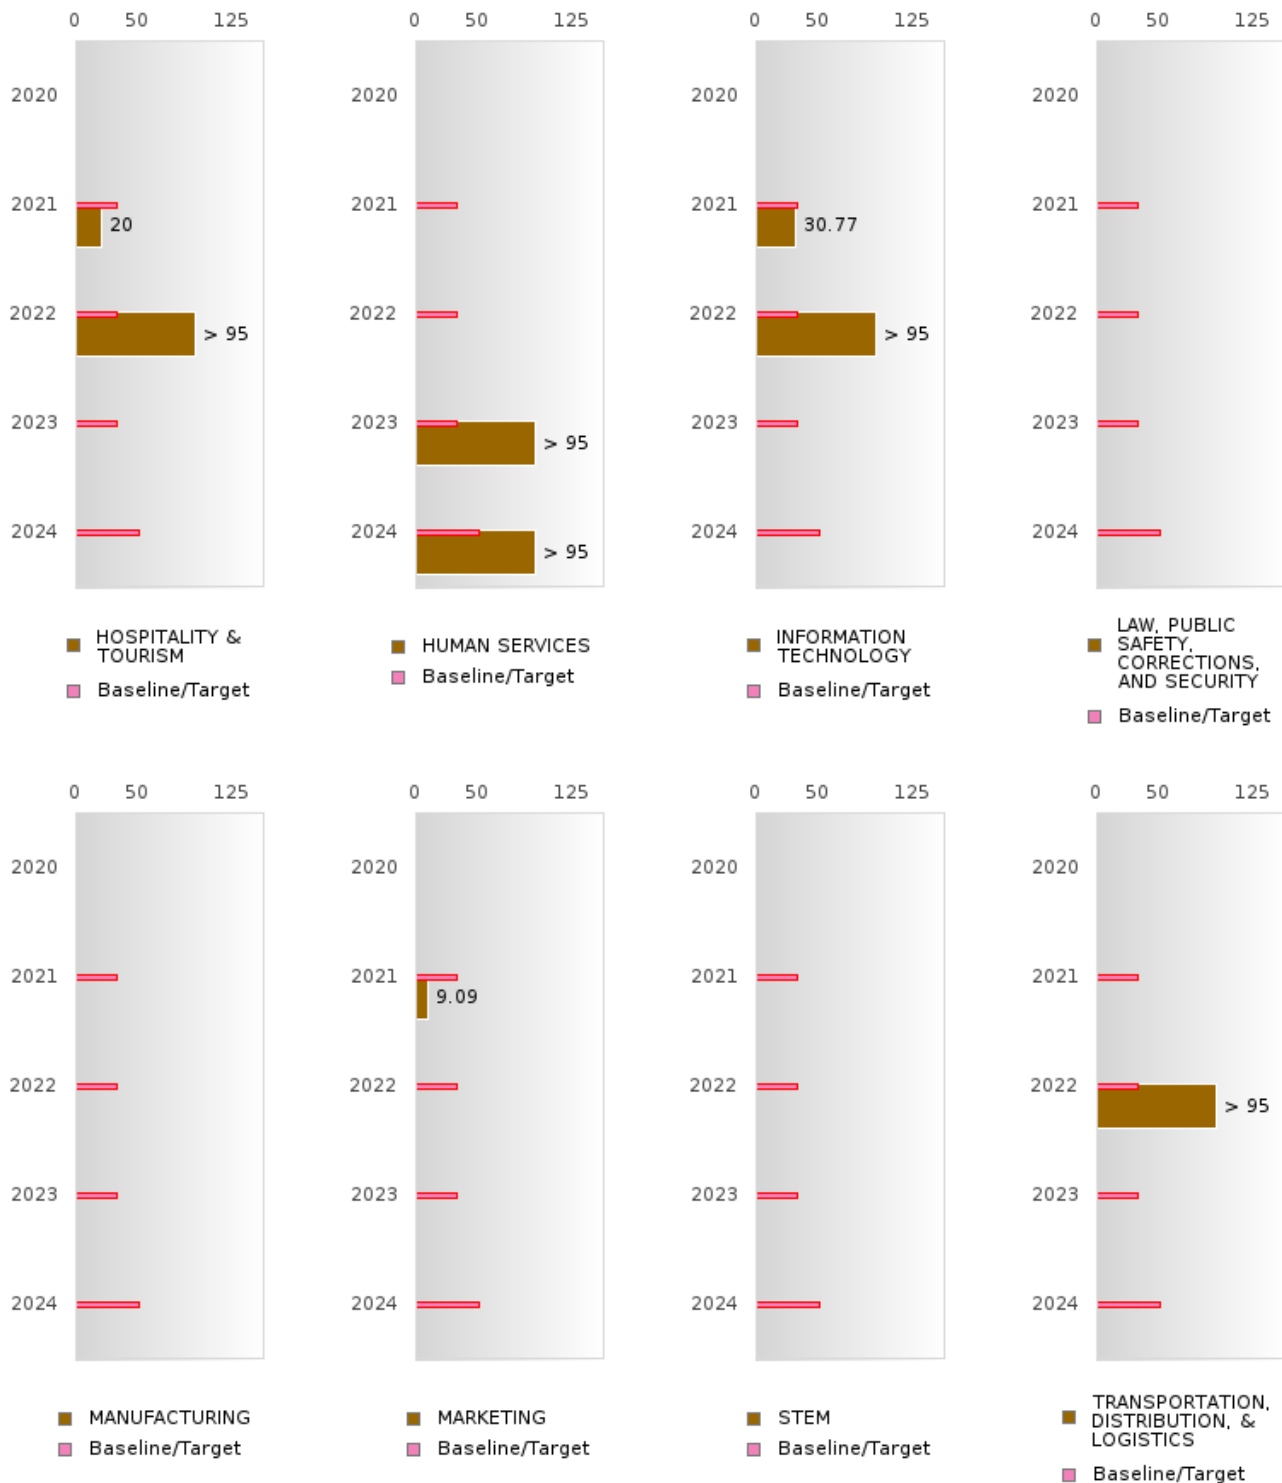 0 50 125
2020
2021
20
2022
> 95
2023
2024
HOSPITALITY &
TOURISM
Baseline/Target
0 50 125
2020
2021
2022
2023
> 95
2024
> 95
HUMAN SERVICES
Baseline/Target
0 50 125
2020
2021
30.77
2022
> 95
2023
2024
INFORMATION
TECHNOLOGY
Baseline/Target
0 50 125
2020
2021
2022
2023
2024
LAW, PUBLIC
SAFETY,
CORRECTIONS,
AND SECURITY
Baseline/Target
0 50 125
2020
2021
2022
2023
2024
MANUFACTURING
Baseline/Target
0 50 125
2020
2021
9.09
2022
2023
2024
MARKETING
Baseline/Target
0 50 125
2020
2021
2022
2023
2024
STEM
Baseline/Target
0 50 125
2020
2021
2022
> 95
2023
2024
TRANSPORTATION,
DISTRIBUTION, &
LOGISTICS
Baseline/Target